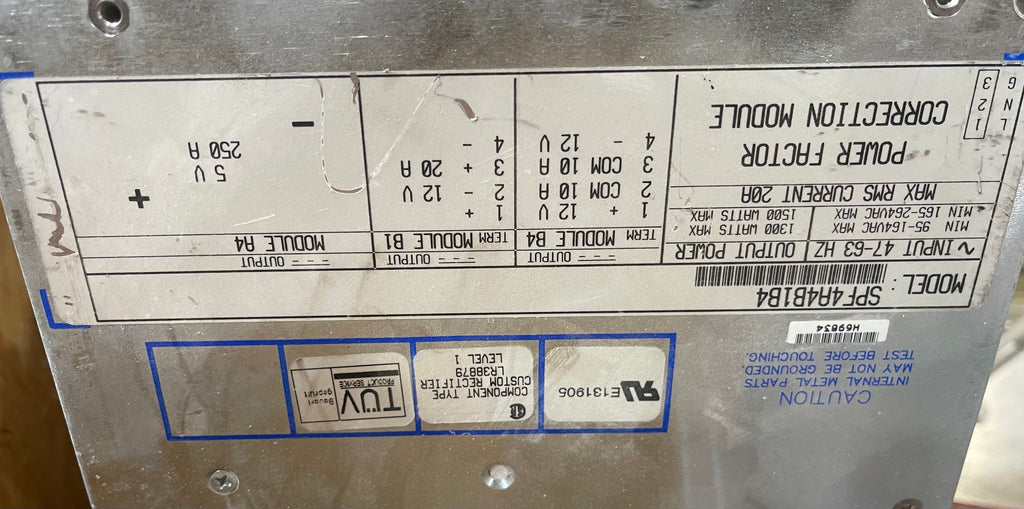 CAUTION
INTERNAL METAL PARTS
MAY NOT BE GROUNDED.
TEST BEFORE TOUCHING.
H69834
E131905
COMPONENT TYPE
CUSTOM RECTIFIER
LR38879
LEVEL 1
TÜV
PRODUCT SERVICE
Bauart
geprüft
MODEL: SPF4A4B1B4
~ INPUT 47-63 HZ OUTPUT POWER
MIN 95-164VAC MAX 1300 WATTS MAX
MIN 165-264VAC MAX 1500 WATTS MAX
MAX RMS CURRENT 20A
POWER FACTOR
CORRECTION MODULE
L 1
N 2
G 3
OUTPUT
TERM MODULE B4
1 + 12 V
2 COM 10 A
3 COM 10 A
4 - 12 V
OUTPUT
TERM MODULE B1
1 +
2 - 12 V
3 + 20 A
4 -
OUTPUT
MODULE A4
+
5 V
250 A
-